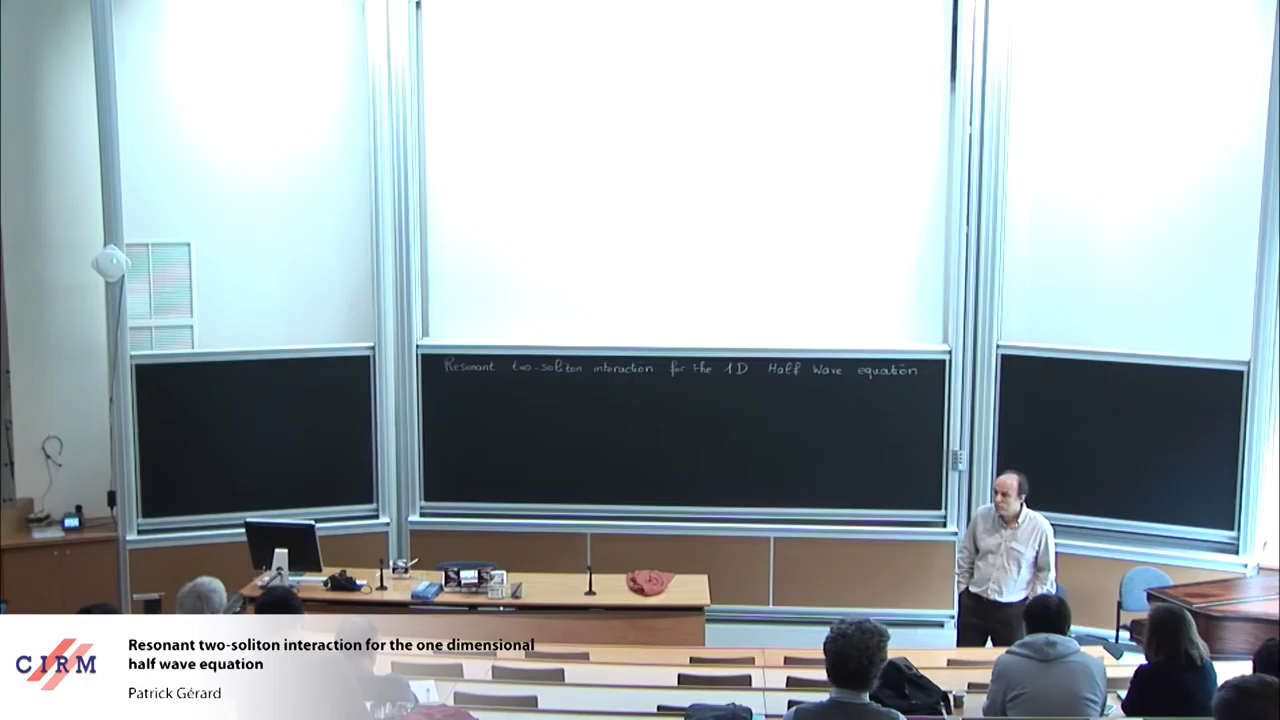 Resonant two-soliton interaction for the 1D Half Wave equation
CIRM
Resonant two-soliton interaction for the one dimensional
half wave equation
Patrick Gérard